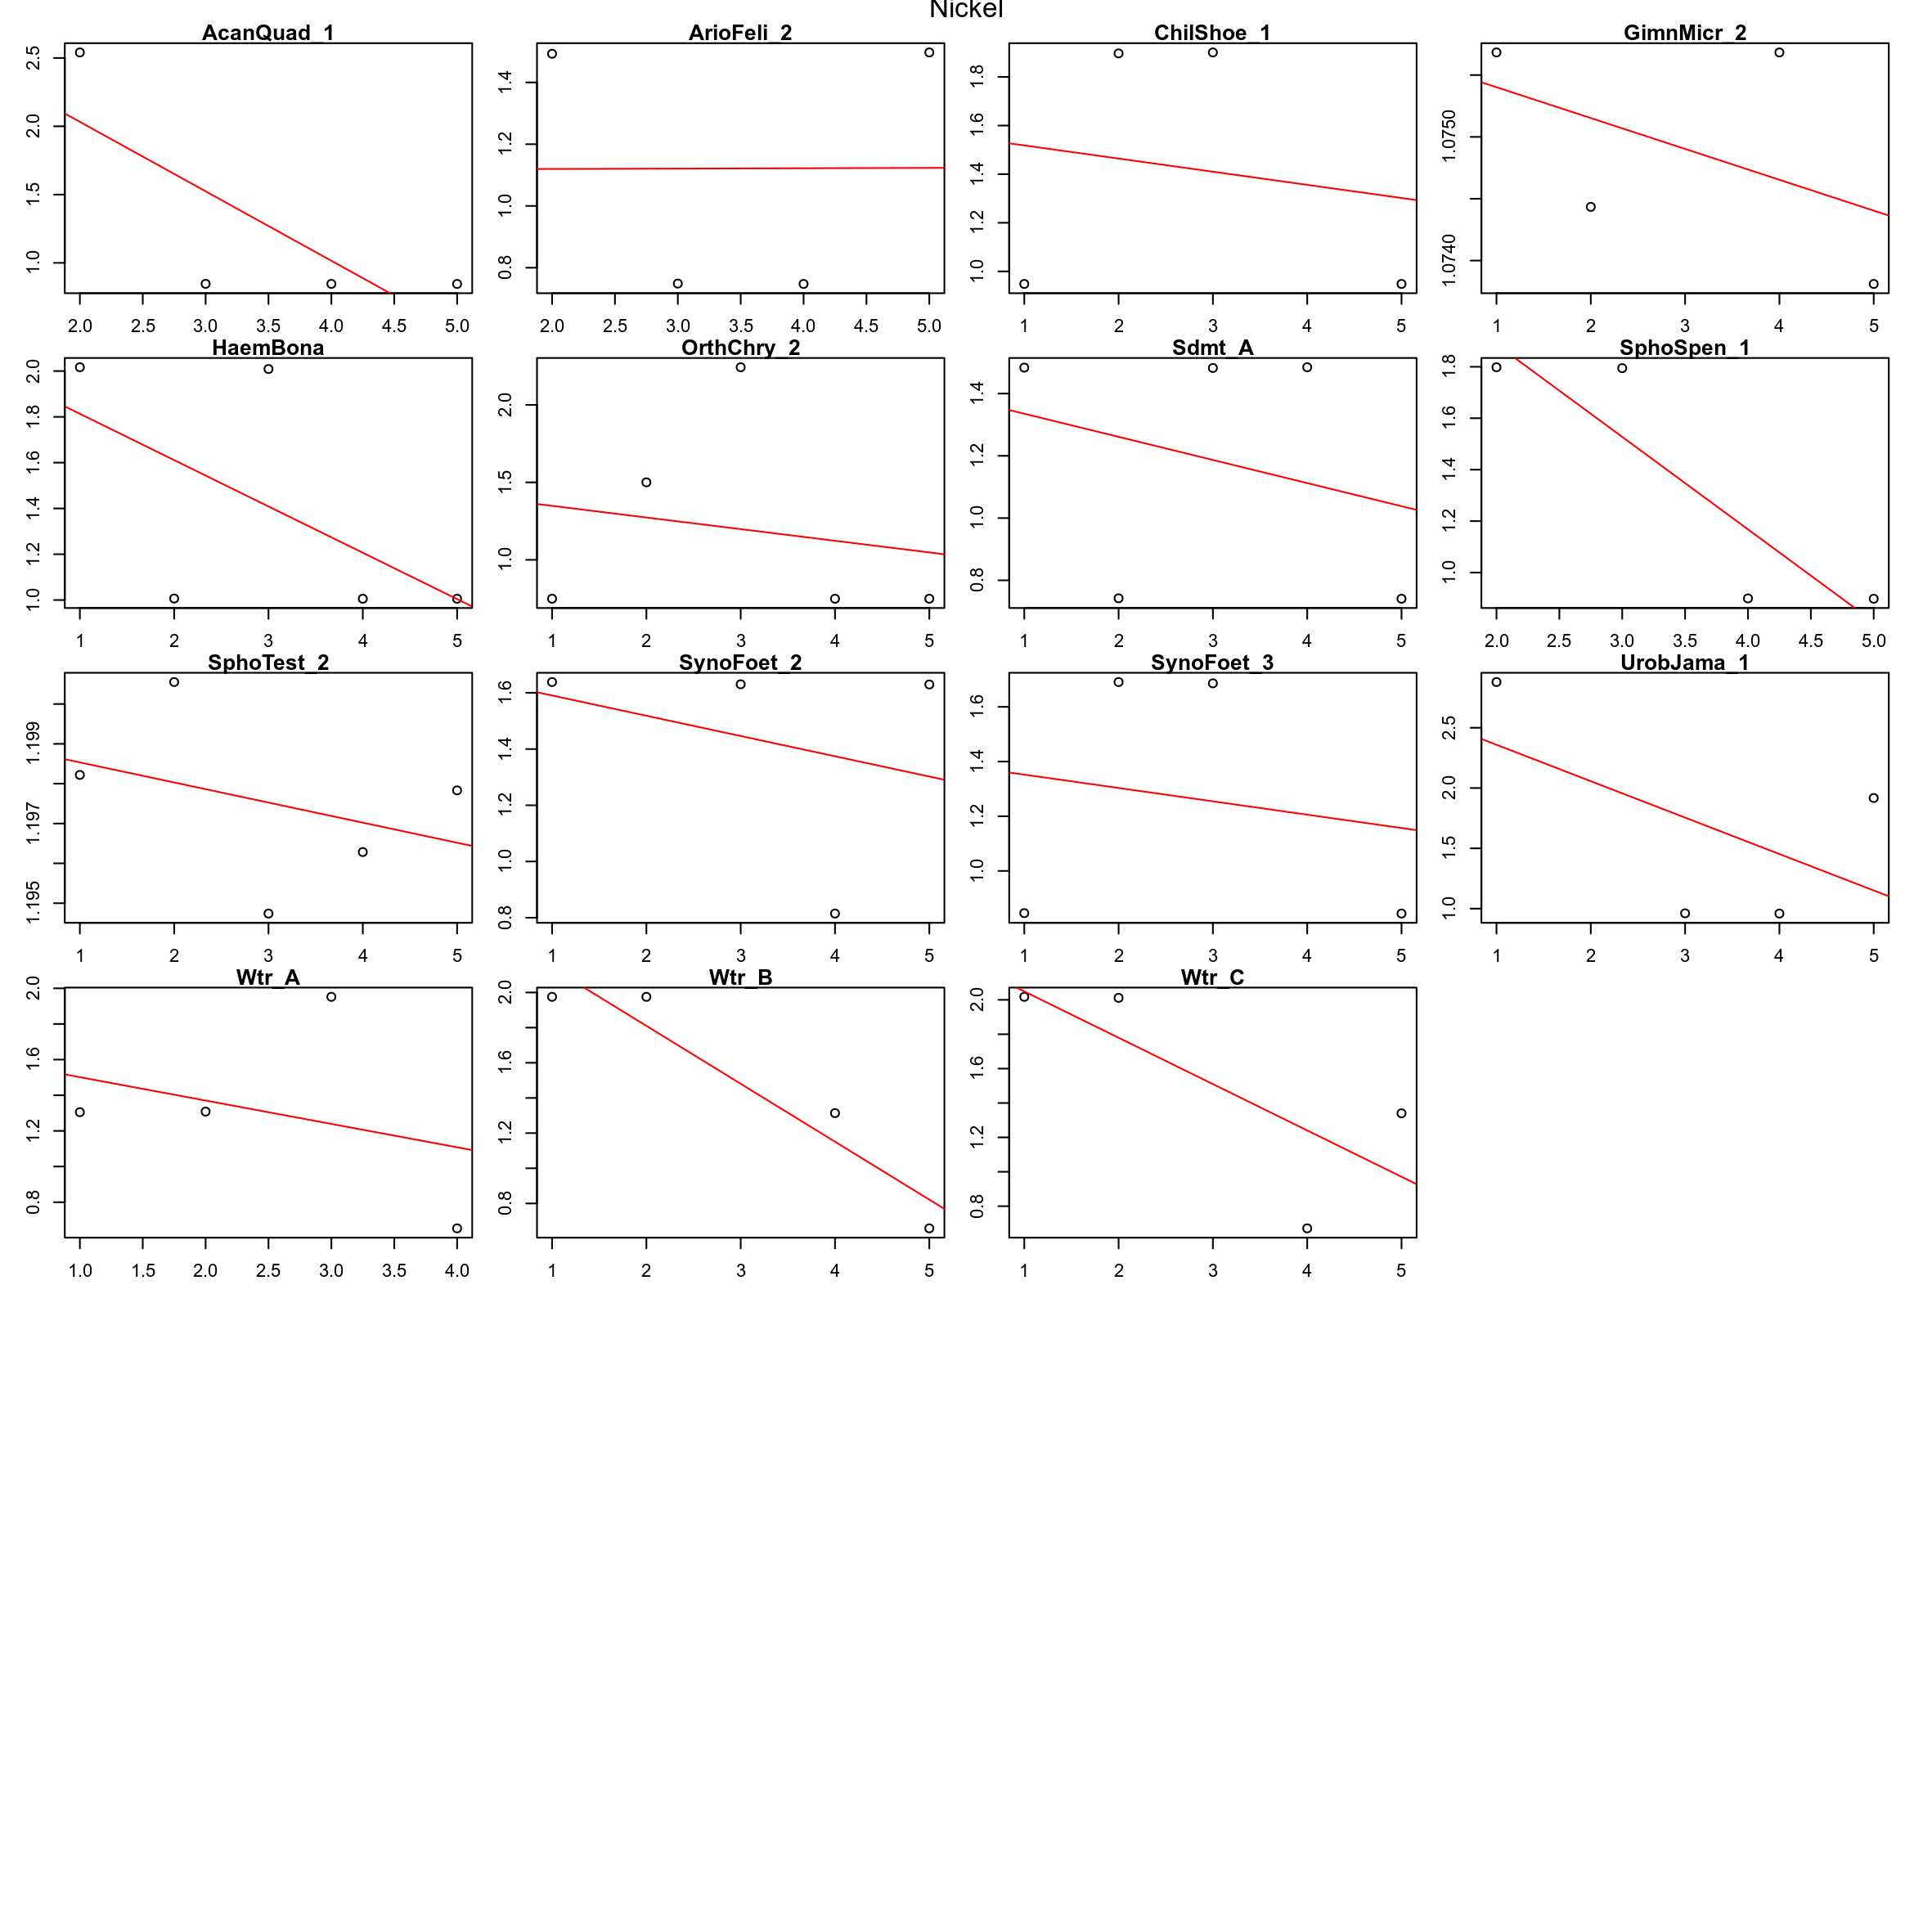 Nickel
AcanQuad_1 ArioFeli_2 ChilShoe_1 GimnMicr_2
2.5 2.0 1.5 1.0
1.4 1.2 1.0 0.8
1.8 1.6 1.4 1.2 1.0
1.0750 1.0740
2.0 2.5 3.0 3.5 4.0 4.5 5.0
2.0 2.5 3.0 3.5 4.0 4.5 5.0
1 2 3 4 5
1 2 3 4 5
HaemBona OrthChry_2 Sdmt_A SphoSpen_1
2.0 1.8 1.6 1.4 1.2 1.0
2.0 1.5 1.0
1.4 1.2 1.0 0.8
1.8 1.6 1.4 1.2 1.0
1 2 3 4 5
1 2 3 4 5
1 2 3 4 5
2.0 2.5 3.0 3.5 4.0 4.5 5.0
SphoTest_2 SynoFoet_2 SynoFoet_3 UrobJama_1
1.199 1.197 1.195
1.6 1.4 1.2 1.0 0.8
1.6 1.4 1.2 1.0
2.5 2.0 1.5 1.0
1 2 3 4 5
1 2 3 4 5
1 2 3 4 5
1 2 3 4 5
Wtr_A Wtr_B Wtr_C
2.0 1.6 1.2 0.8
2.0 1.6 1.2 0.8
2.0 1.6 1.2 0.8
1.0 1.5 2.0 2.5 3.0 3.5 4.0
1 2 3 4 5
1 2 3 4 5